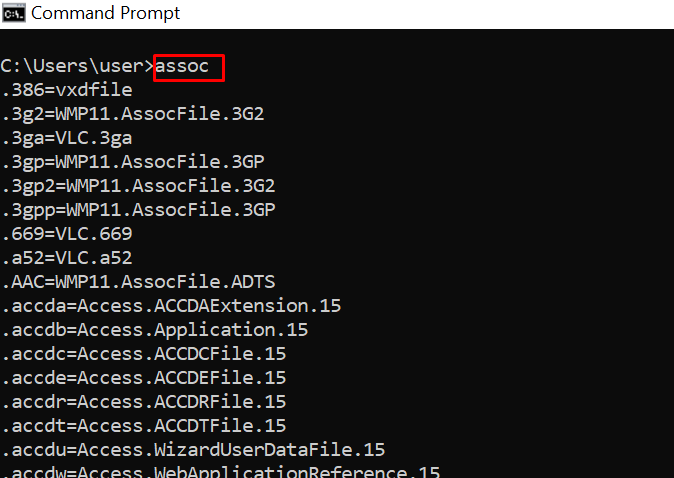 Command Prompt
C:\Users\user>assoc
.386=vxdfile
.3g2=WMP11.AssocFile.3G2
.3ga=VLC.3ga
.3gp=WMP11.AssocFile.3GP
.3gp2=WMP11.AssocFile.3G2
.3gpp=WMP11.AssocFile.3GP
.669=VLC.669
.a52=VLC.a52
.AAC=WMP11.AssocFile.ADTS
.accda=Access.ACCDAExtension.15
.accdb=Access.Application.15
.accdc=Access.ACCDCFile.15
.accde=Access.ACCDEFile.15
.accdr=Access.ACCDRFile.15
.accdt=Access.ACCDTFile.15
.accdu=Access.WizardUserDataFile.15
.accdw=Access.WebApplicationReference.15